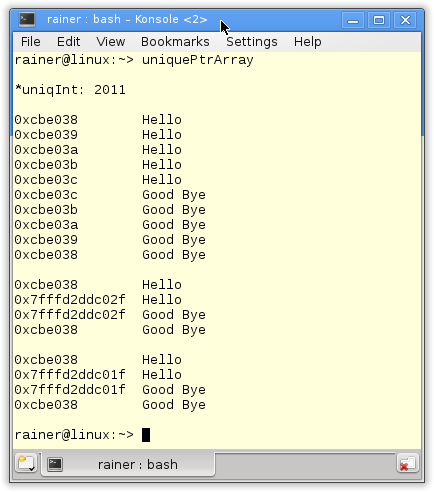 rainer : bash – Konsole <2>
File Edit View Bookmarks Settings Help
rainer@linux:~> uniquePtrArray
*uniqInt: 2011
0xcbe038 Hello
0xcbe039 Hello
0xcbe03a Hello
0xcbe03b Hello
0xcbe03c Hello
0xcbe03c Good Bye
0xcbe03b Good Bye
0xcbe03a Good Bye
0xcbe039 Good Bye
0xcbe038 Good Bye
0xcbe038 Hello
0x7fffd2ddc02f Hello
0x7fffd2ddc02f Good Bye
0xcbe038 Good Bye
0xcbe038 Hello
0x7fffd2ddc01f Hello
0x7fffd2ddc01f Good Bye
0xcbe038 Good Bye
rainer@linux:~>
rainer : bash